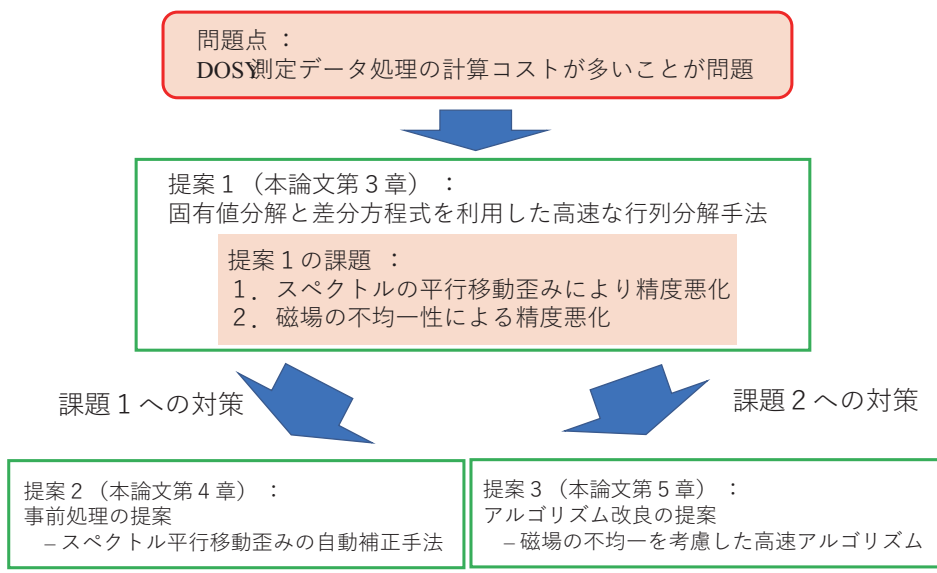 問題点：
DOSY測定データ処理の計算コストが多いことが問題
提案１（本論文第３章）：
固有値分解と差分方程式を利用した高速な行列分解手法
提案１の課題：
１．スペクトルの平行移動歪みにより精度悪化
２．磁場の不均一性による精度悪化
課題１への対策
課題２への対策
提案２（本論文第４章）：
事前処理の提案
–スペクトル平行移動歪みの自動補正手法
提案３（本論文第５章）：
アルゴリズム改良の提案
–磁場の不均一を考慮した高速アルゴリズム